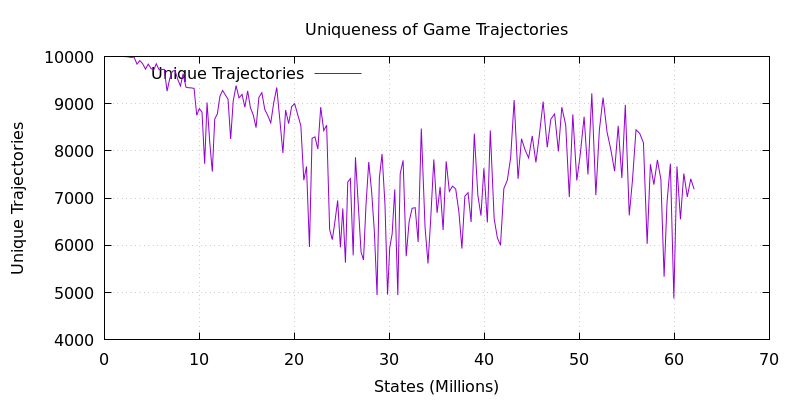 Uniqueness of Game Trajectories
Unique Trajectories
Unique Trajectories
10000
9000
8000
7000
6000
5000
4000
0 10 20 30 40 50 60 70
States (Millions)